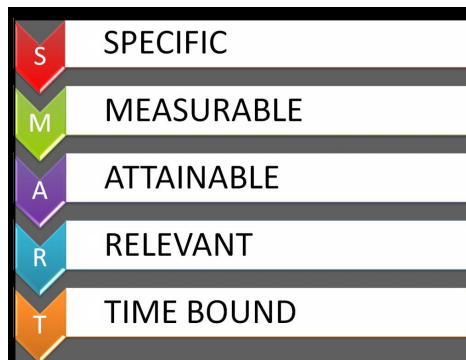 S SPECIFIC
M MEASURABLE
A ATTAINABLE
R RELEVANT
T TIME BOUND